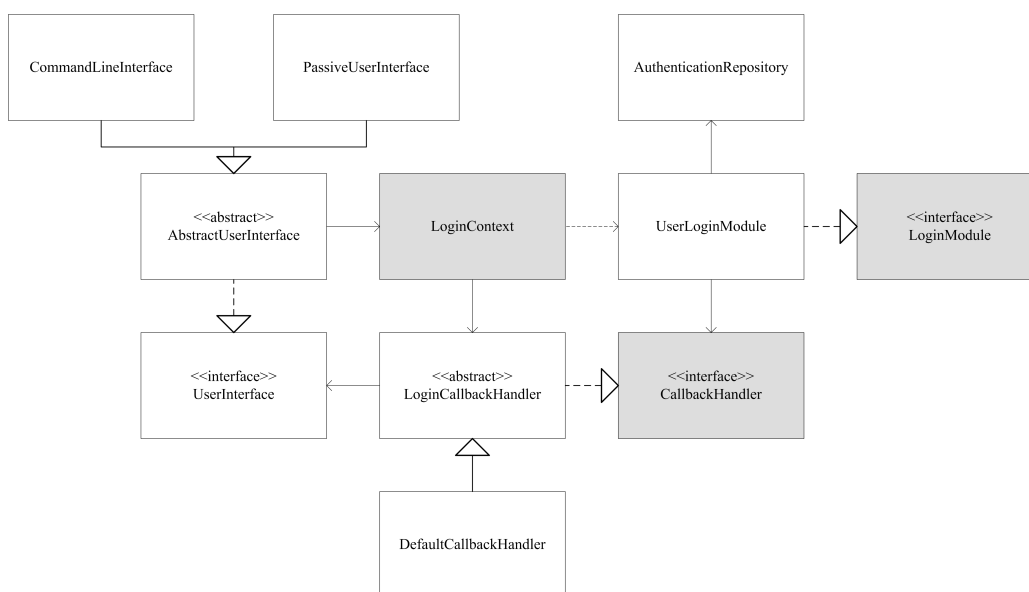 CommandLineInterface
PassiveUserInterface
AuthenticationRepository
<<abstract>>
AbstractUserInterface
LoginContext
UserLoginModule
<<interface>>
LoginModule
<<interface>>
UserInterface
<<abstract>>
LoginCallbackHandler
<<interface>>
CallbackHandler
DefaultCallbackHandler